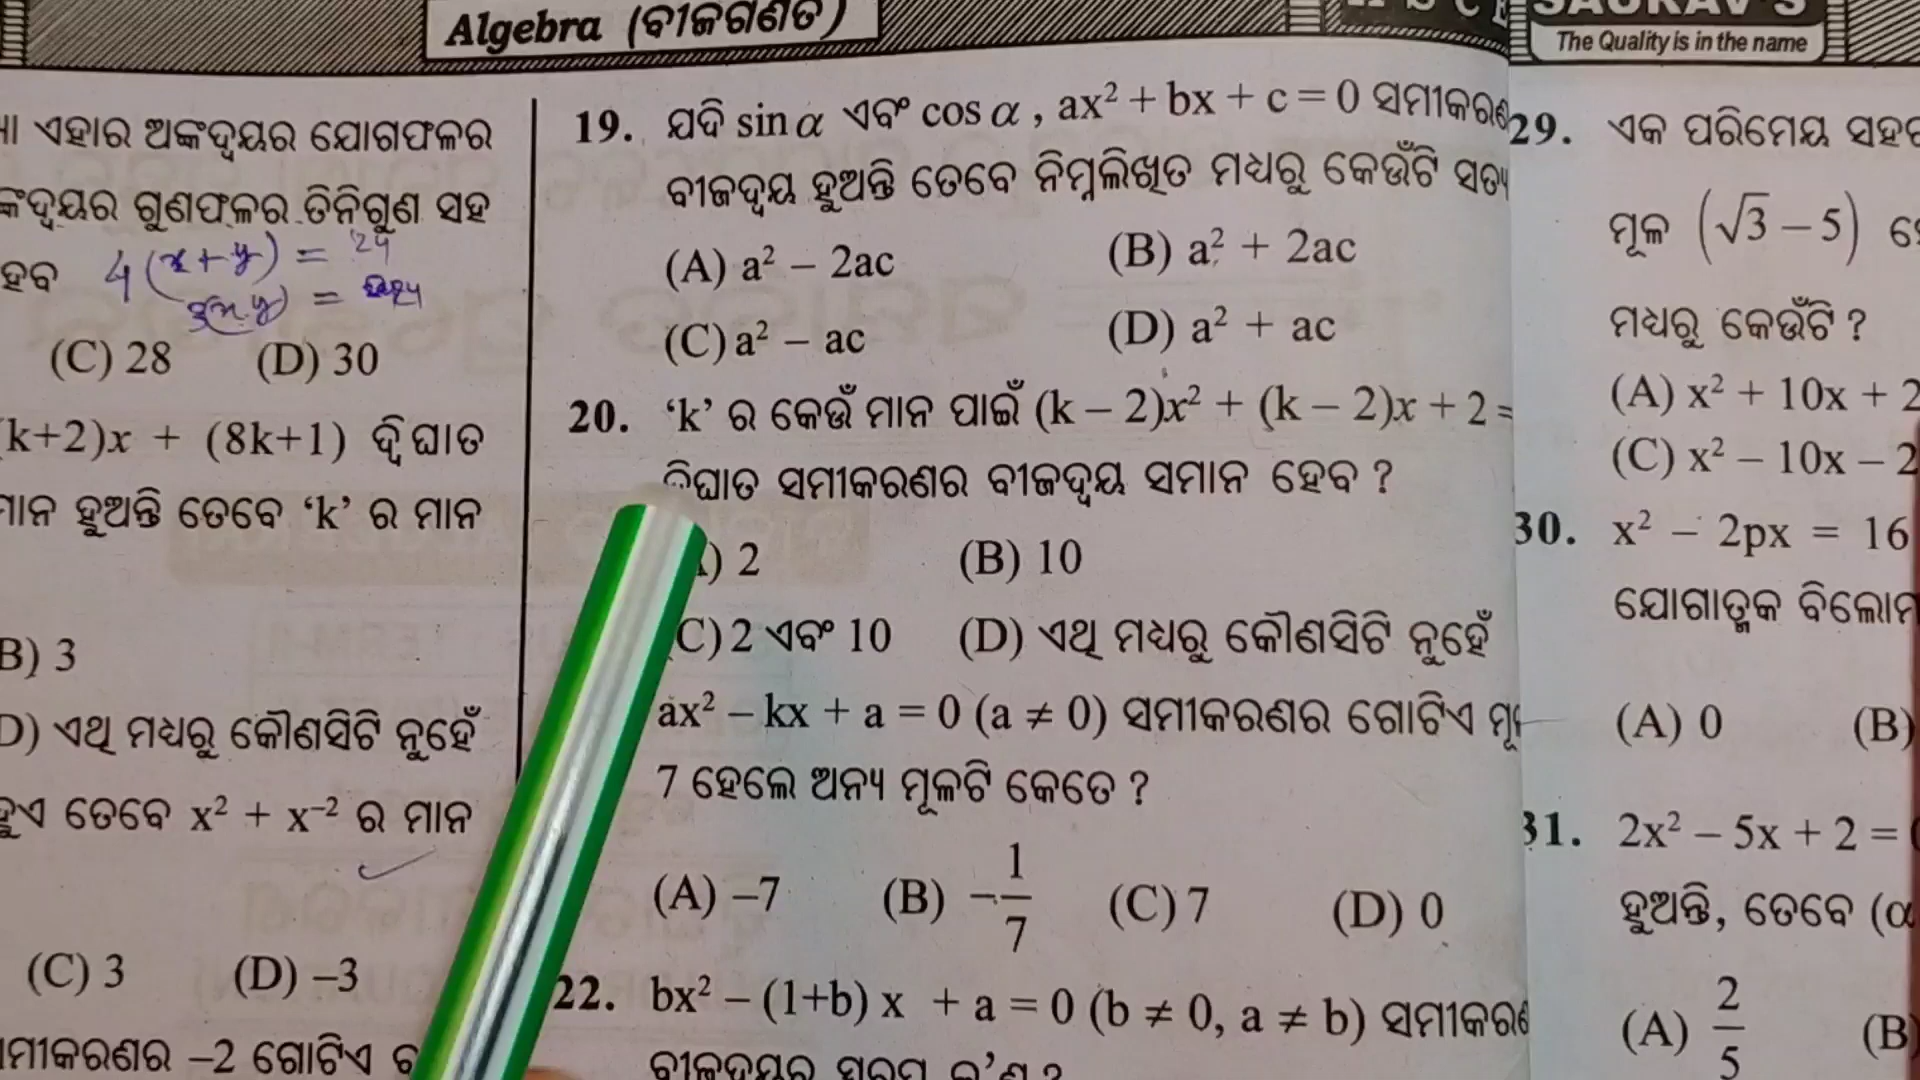 Algebra (ବୀଜଗଣିତ)
The Quality is in the name
ଏହାର ଅଙ୍କଦ୍ୱୟର ଯୋଗଫଳର
ଗୁଣଫଳର ତିନିଗୁଣ ସହ
ହେବ 4(x+y) = 24
(C) 28 (D) 30
k+2)x + (8k+1) ଦ୍ୱିଘାତ
ହୁଅନ୍ତି ତେବେ ‘k’ ର ମାନ
B) 3
D) ଏଥି ମଧ୍ୟରୁ କୌଣସିଟି ନୁହେଁ
ତେବେ x² + x⁻² ର ମାନ
(C) 3 (D) –3
–2 ଗୋଟିଏ
19. ଯଦି sin α ଏବଂ cos α , ax² + bx + c = 0 ସମୀକରଣ
ବୀଜଦ୍ୱୟ ହୁଅନ୍ତି ତେବେ ନିମ୍ନଲିଖିତ ମଧ୍ୟରୁ କେଉଁଟି ସତ୍ୟ
(A) a² – 2ac (B) a² + 2ac
(C) a² – ac (D) a² + ac
20. ‘k’ ର କେଉଁ ମାନ ପାଇଁ (k – 2)x² + (k – 2)x + 2 =
ସମୀକରଣର ବୀଜଦ୍ୱୟ ସମାନ ହେବ ?
) 2 (B) 10
C) 2 ଏବଂ 10 (D) ଏଥି ମଧ୍ୟରୁ କୌଣସିଟି ନୁହେଁ
ax² – kx + a = 0 (a ≠ 0) ସମୀକରଣର ଗୋଟିଏ
7 ହେଲେ ଅନ୍ୟ ମୂଳଟି କେତେ ?
(A) –7 (B) –1/7 (C) 7 (D) 0
22. bx² – (1+b) x + a = 0 (b ≠ 0, a ≠ b)
29. ଏକ ପରିମେୟ
ମୂଳ (√3 – 5)
ମଧ୍ୟରୁ କେଉଁଟି ?
(A) x² + 10x + 2
(C) x² – 10x – 2
30. x² – 2px = 16
ଯୋଗାତ୍ମକ
(A) 0 (B)
31. 2x² – 5x + 2 =
ହୁଅନ୍ତି, ତେବେ (α
(A) 2/5 (B)